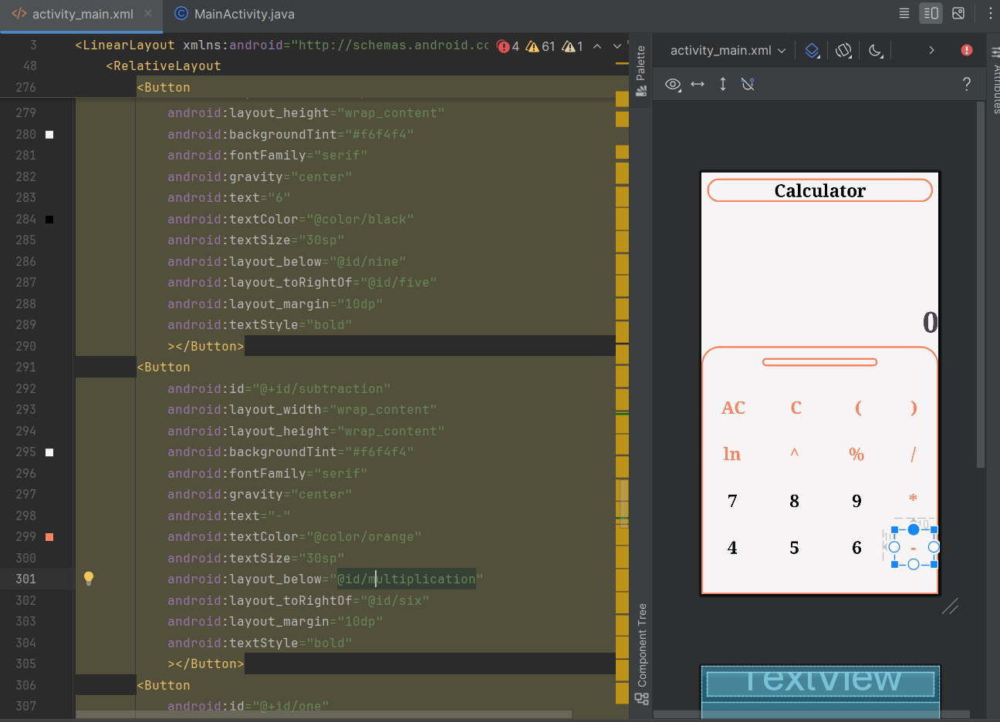 activity_main.xml
MainActivity.java
3 <LinearLayout xmlns:android="http://schemas.android.co 4 61 1
48 <RelativeLayout
276 <Button
279 android:layout_height="wrap_content"
280 android:backgroundTint="#f6f4f4"
281 android:fontFamily="serif"
282 android:gravity="center"
283 android:text="6"
284 android:textColor="@color/black"
285 android:textSize="30sp"
286 android:layout_below="@id/nine"
287 android:layout_toRightOf="@id/five"
288 android:layout_margin="10dp"
289 android:textStyle="bold"
290 ></Button>
291 <Button
292 android:id="@+id/subtraction"
293 android:layout_width="wrap_content"
294 android:layout_height="wrap_content"
295 android:backgroundTint="#f6f4f4"
296 android:fontFamily="serif"
297 android:gravity="center"
298 android:text="-"
299 android:textColor="@color/orange"
300 android:textSize="30sp"
301 android:layout_below="@id/multiplication"
302 android:layout_toRightOf="@id/six"
303 android:layout_margin="10dp"
304 android:textStyle="bold"
305 ></Button>
306 <Button
307 android:id="@+id/one"
Palette
Component Tree
activity_main.xml
?
Attributes
Calculator
0
AC C ( )
ln ^ % /
7 8 9 *
10
4 5 6 -
TextView